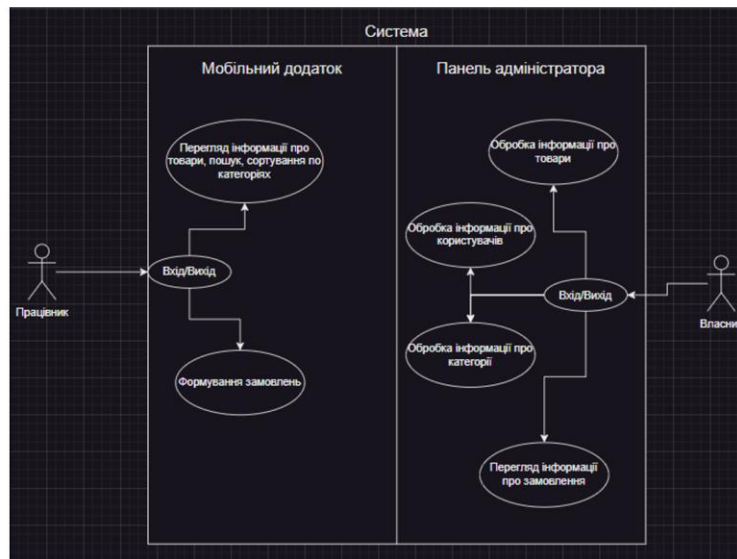 Система
Мобільний додаток
Панель адміністратора
Перегляд інформації про
товари, пошук, сортування по
категоріях
Обробка інформації про
товари
Обробка інформації про
користувачів
Вхід/Вихід
Вхід/Вихід
Працівник
Власни
Обробка інформації про
категорії
Формування замовлень
Перегляд інформації
про замовлення